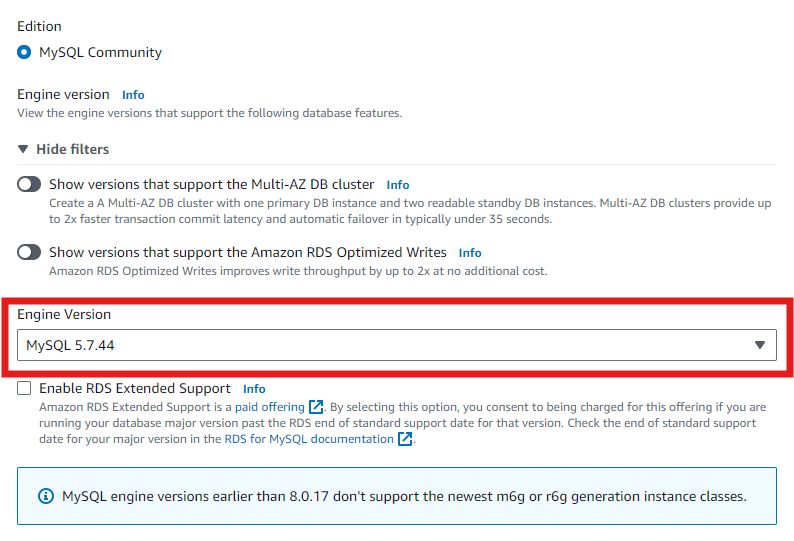 Edition
MySQL Community
Engine version Info
View the engine versions that support the following database features.
Hide filters
Show versions that support the Multi-AZ DB cluster Info
Create a A Multi-AZ DB cluster with one primary DB instance and two readable standby DB instances. Multi-AZ DB clusters provide up
to 2x faster transaction commit latency and automatic failover in typically under 35 seconds.
Show versions that support the Amazon RDS Optimized Writes Info
Amazon RDS Optimized Writes improves write throughput by up to 2x at no additional cost.
Engine Version
MySQL 5.7.44
Enable RDS Extended Support Info
Amazon RDS Extended Support is a paid offering. By selecting this option, you consent to being charged for this offering if you are
running your database major version past the RDS end of standard support date for that version. Check the end of standard support
date for your major version in the RDS for MySQL documentation.
MySQL engine versions earlier than 8.0.17 don't support the newest m6g or r6g generation instance classes.